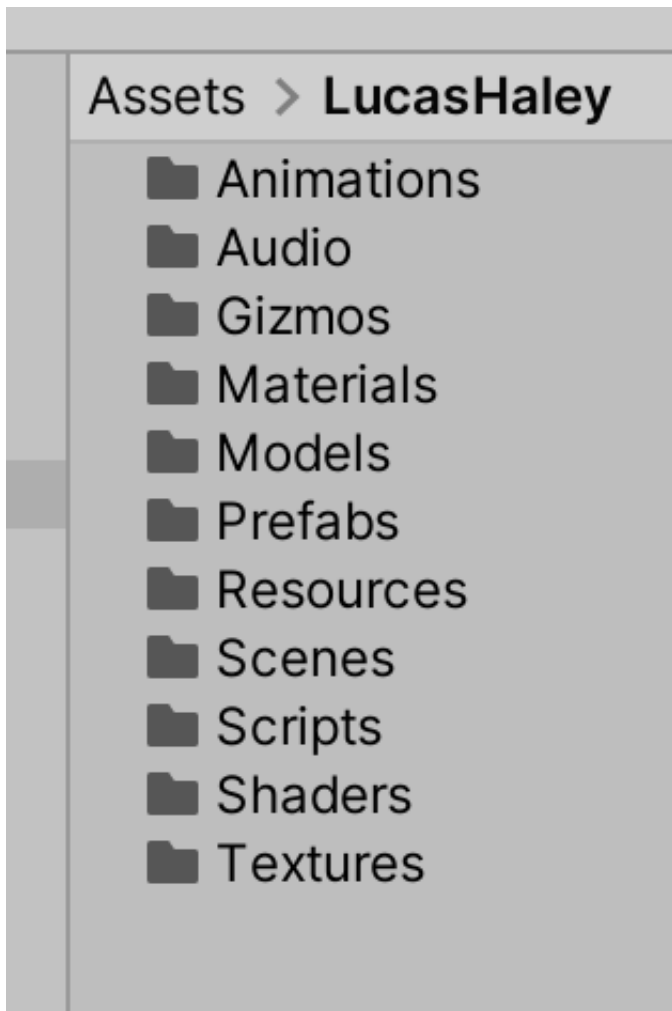 Assets > LucasHaley
Animations
Audio
Gizmos
Materials
Models
Prefabs
Resources
Scenes
Scripts
Shaders
Textures